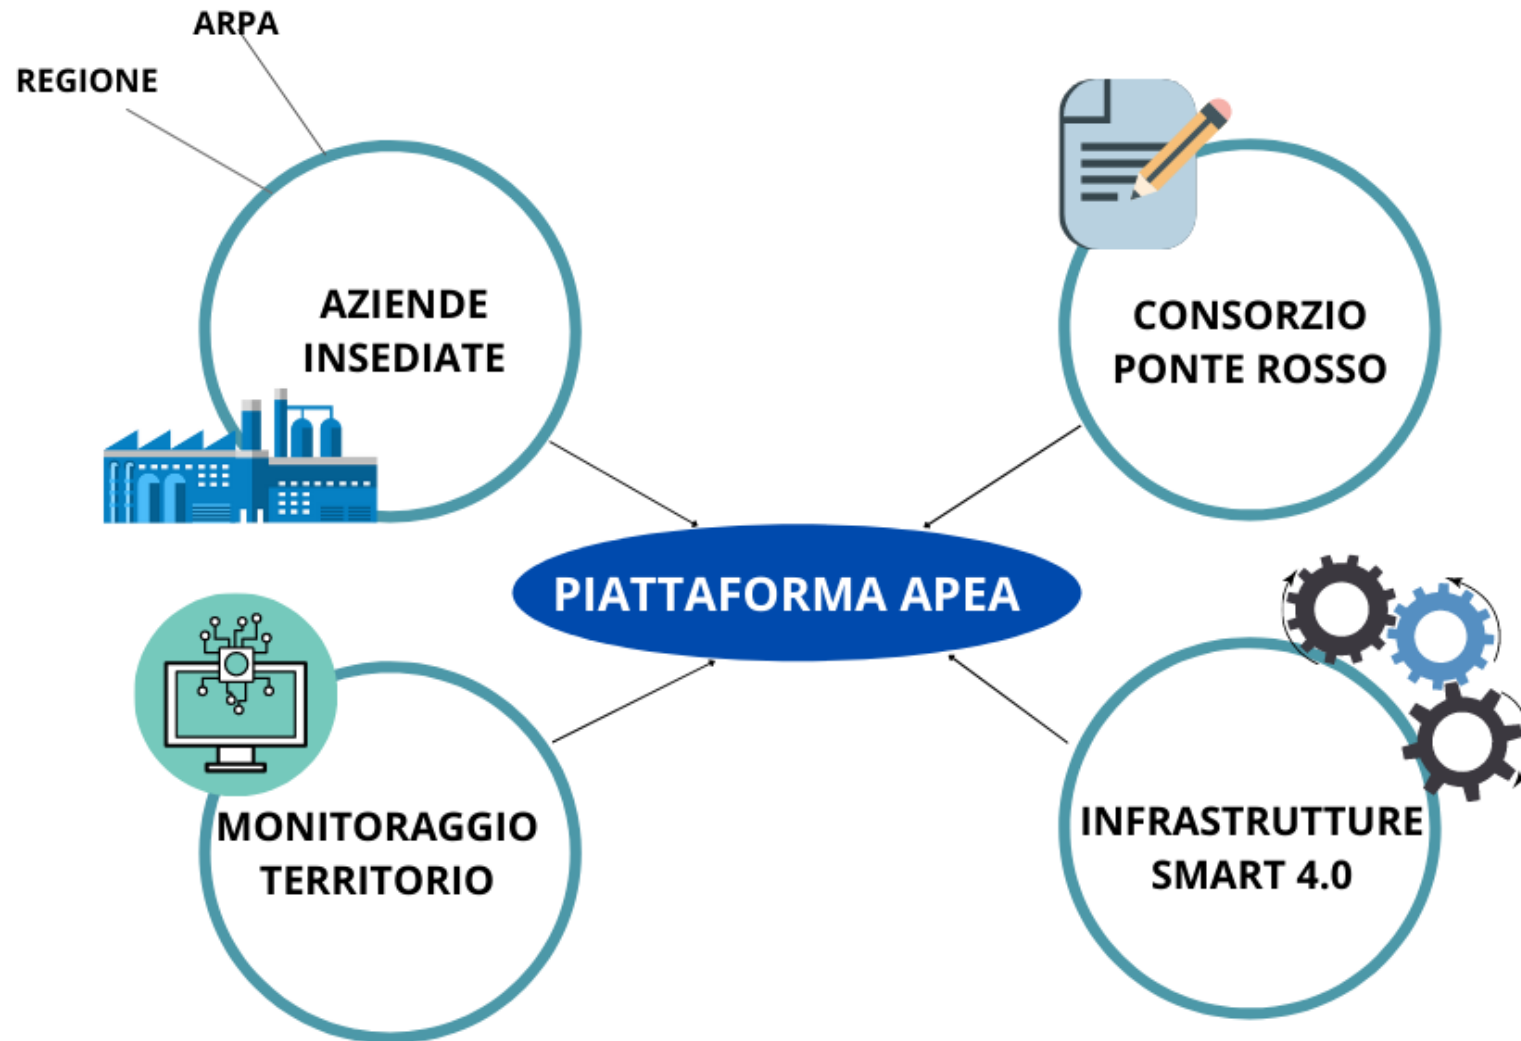 ARPA
REGIONE
AZIENDE
INSEDIATE
CONSORZIO
PONTE ROSSO
PIATTAFORMA APEA
MONITORAGGIO
TERRITORIO
INFRASTRUTTURE
SMART 4.0